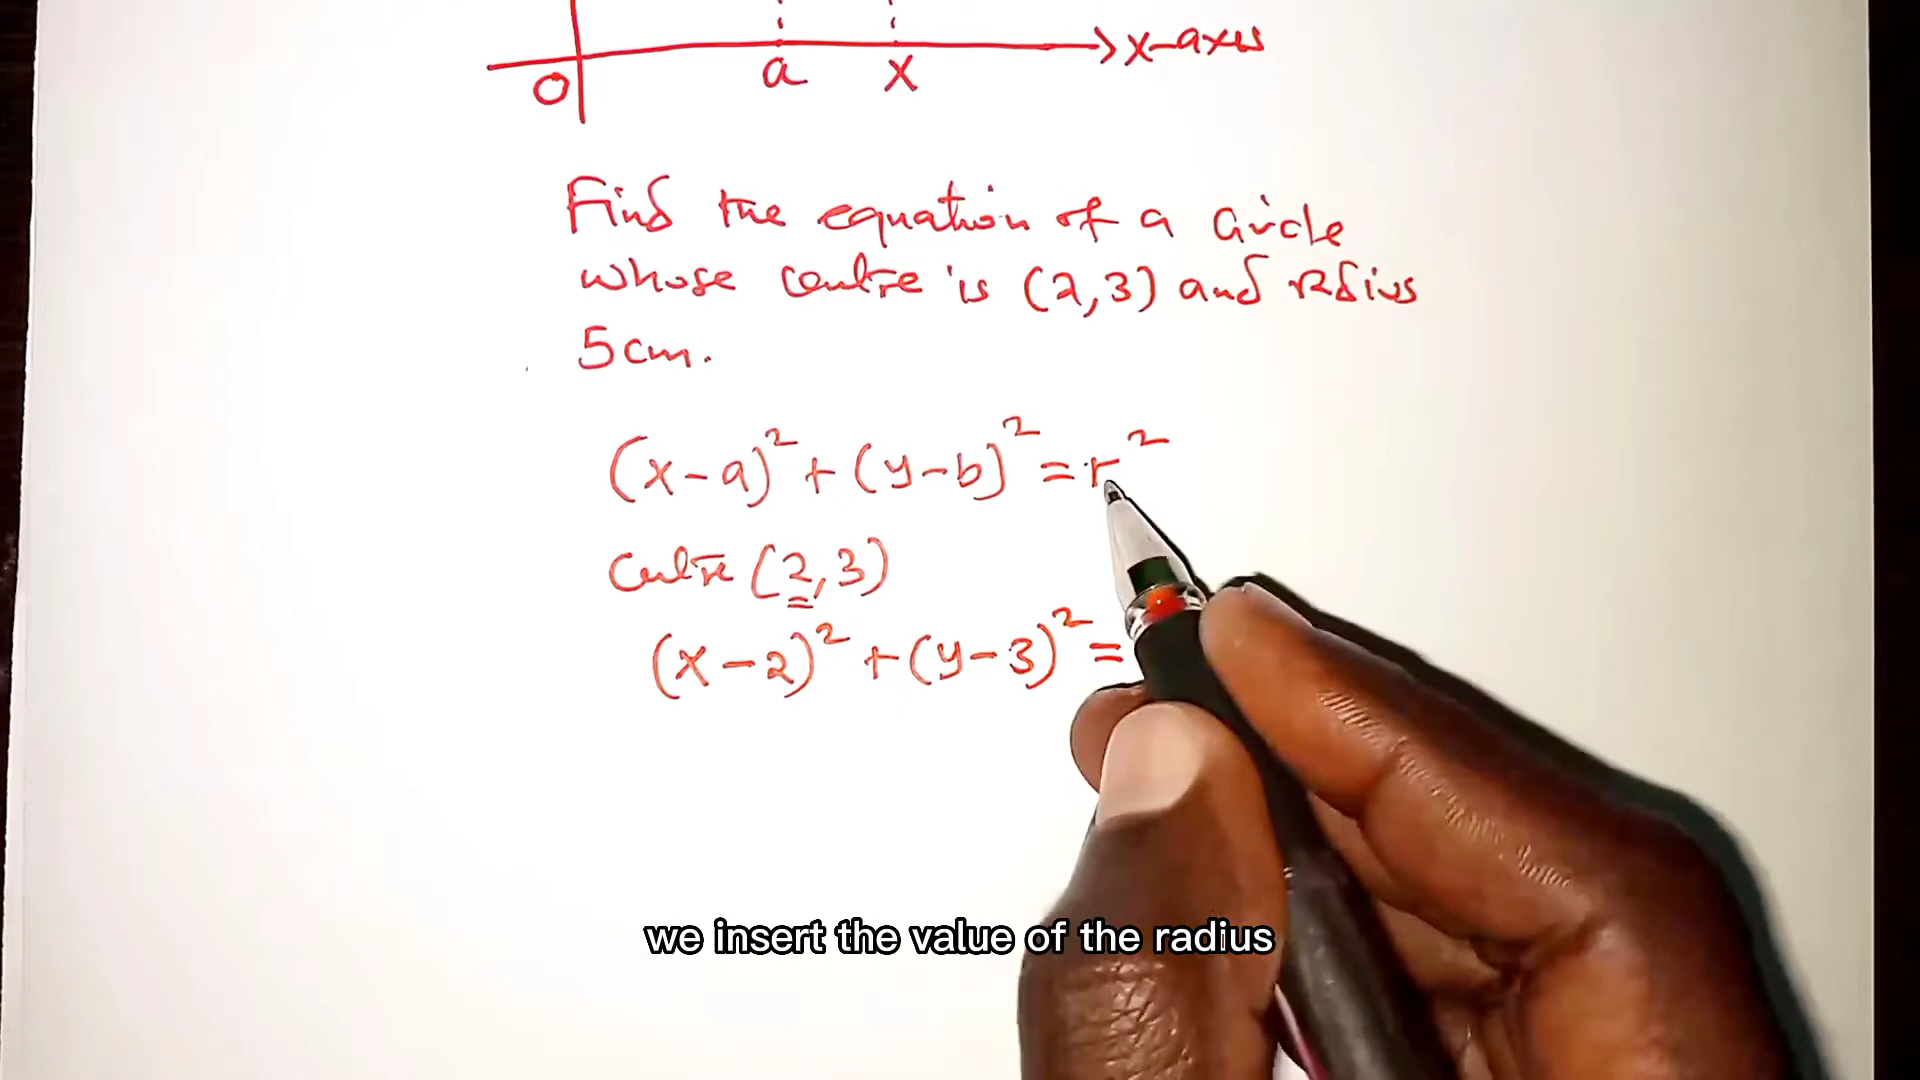 x-axis
0 a x
Find the equation of a circle
whose centre is (2,3) and radius
5cm.
(x-a)² + (y-b)² = r²
Centre (2,3)
(x-2)² + (y-3)² =
we insert the value of the radius